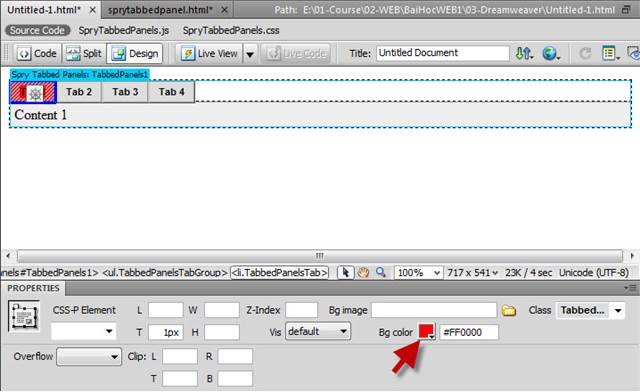 Untitled-1.html* × sprytabbedpanel.html* × Path: E:\01-Course\02-WEB\BaiHocWEB1\03-Dreamweaver\Untitled-1.html
Source Code SpryTabbedPanels.js SpryTabbedPanels.css
Code Split Design Live View Live Code Title: Untitled Document
Spry Tabbed Panels: TabbedPanels1
Tab 2 Tab 3 Tab 4
Content 1
anels#TabbedPanels1> <ul.TabbedPanelsTabGroup> <li.TabbedPanelsTab> 100% 717 x 541 23K / 4 sec Unicode (UTF-8)
PROPERTIES
CSS-P Element L W Z-Index Bg image Class Tabbed...
T 1px H Vis default Bg color #FF0000
Overflow Clip: L R
T B